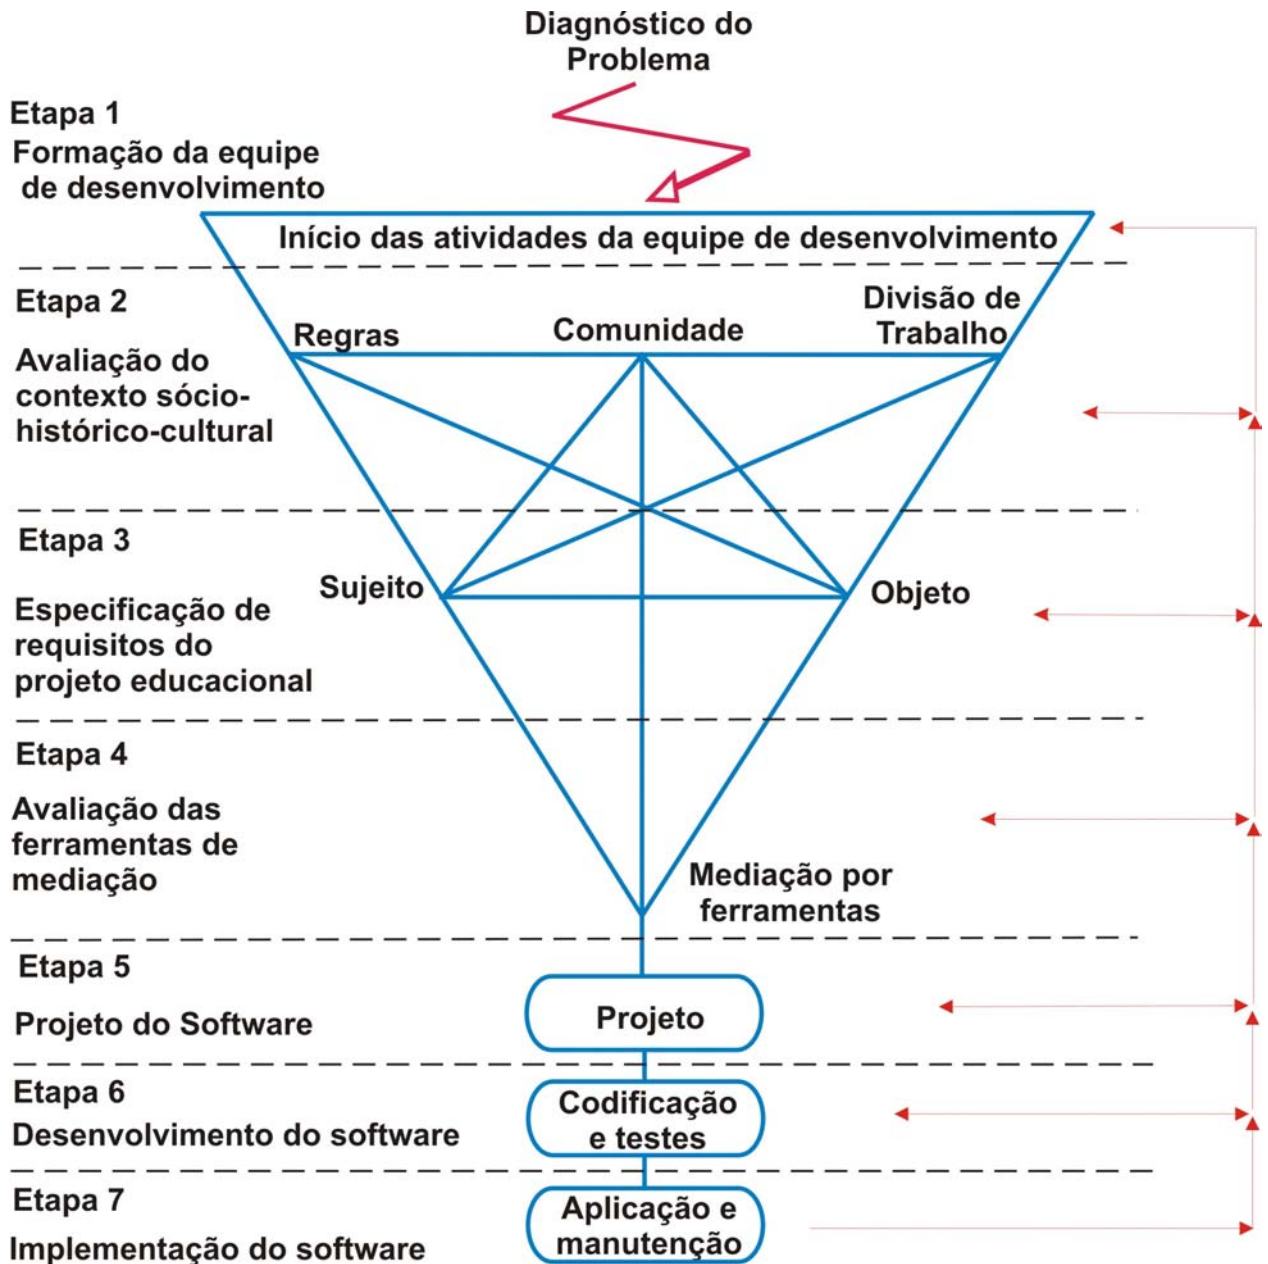 Diagnóstico do
Problema
Etapa 1
Formação da equipe
de desenvolvimento
Início das atividades da equipe de desenvolvimento
Etapa 2
Avaliação do
contexto sócio-
histórico-cultural
Regras
Comunidade
Divisão de
Trabalho
Etapa 3
Especificação de
requisitos do
projeto educacional
Sujeito
Objeto
Etapa 4
Avaliação das
ferramentas de
mediação
Mediação por
ferramentas
Etapa 5
Projeto do Software
Projeto
Etapa 6
Desenvolvimento do software
Codificação
e testes
Etapa 7
Implementação do software
Aplicação e
manutenção